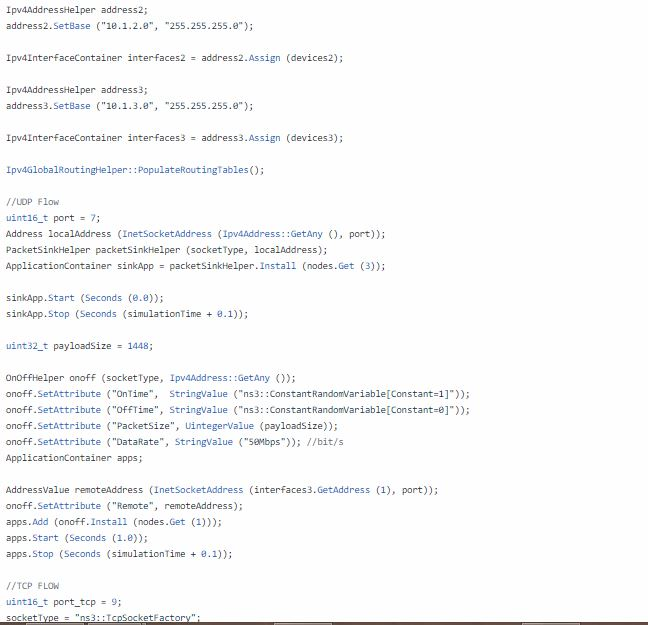 Ipv4AddressHelper address2;
address2.SetBase ("10.1.2.0", "255.255.255.0");
Ipv4InterfaceContainer interfaces2 = address2.Assign (devices2);
Ipv4AddressHelper address3;
address3.SetBase ("10.1.3.0", "255.255.255.0");
Ipv4InterfaceContainer interfaces3 = address3.Assign (devices3);
Ipv4GlobalRoutingHelper::PopulateRoutingTables();
//UDP Flow
uint16_t port = 7;
Address localAddress (InetSocketAddress (Ipv4Address::GetAny (), port));
PacketSinkHelper packetSinkHelper (socketType, localAddress);
ApplicationContainer sinkApp = packetSinkHelper.Install (nodes.Get (3));
sinkApp.Start (Seconds (0.0));
sinkApp.Stop (Seconds (simulationTime + 0.1));
uint32_t payloadSize = 1448;
OnOffHelper onoff (socketType, Ipv4Address::GetAny ());
onoff.SetAttribute ("OnTime",  StringValue ("ns3::ConstantRandomVariable[Constant=1]"));
onoff.SetAttribute ("OffTime", StringValue ("ns3::ConstantRandomVariable[Constant=0]"));
onoff.SetAttribute ("PacketSize", UintegerValue (payloadSize));
onoff.SetAttribute ("DataRate", StringValue ("50Mbps")); //bit/s
ApplicationContainer apps;
AddressValue remoteAddress (InetSocketAddress (interfaces3.GetAddress (1), port));
onoff.SetAttribute ("Remote", remoteAddress);
apps.Add (onoff.Install (nodes.Get (1)));
apps.Start (Seconds (1.0));
apps.Stop (Seconds (simulationTime + 0.1));
//TCP FLOW
uint16_t port_tcp = 9;
socketType = "ns3::TcpSocketFactory";